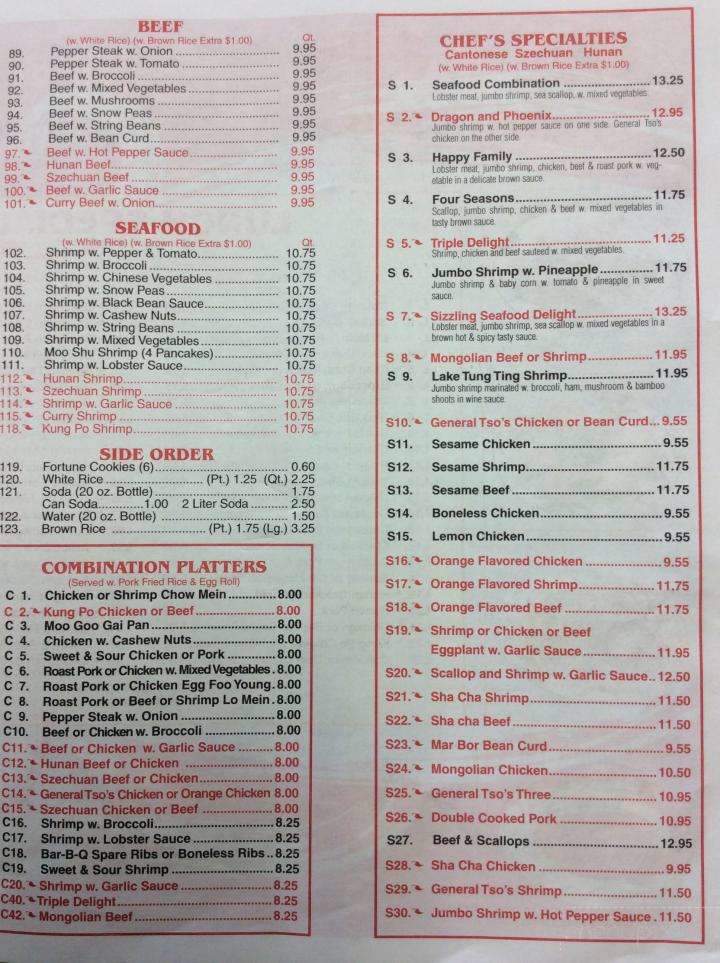 BEEF
(w. White Rice) (w. Brown Rice Extra $1.00) Qt.
89. Pepper Steak w. Onion 9.95
90. Pepper Steak w. Tomato 9.95
91. Beef w. Broccoli 9.95
92. Beef w. Mixed Vegetables 9.95
93. Beef w. Mushrooms 9.95
94. Beef w. Snow Peas 9.95
95. Beef w. String Beans 9.95
96. Beef w. Bean Curd 9.95
97. Beef w. Hot Pepper Sauce 9.95
98. Hunan Beef 9.95
99. Szechuan Beef 9.95
100. Beef w. Garlic Sauce 9.95
101. Curry Beef w. Onion 9.95
SEAFOOD
(w. White Rice) (w. Brown Rice Extra $1.00) Qt.
102. Shrimp w. Pepper & Tomato 10.75
103. Shrimp w. Broccoli 10.75
104. Shrimp w. Chinese Vegetables 10.75
105. Shrimp w. Snow Peas 10.75
106. Shrimp w. Black Bean Sauce 10.75
107. Shrimp w. Cashew Nuts 10.75
108. Shrimp w. String Beans 10.75
109. Shrimp w. Mixed Vegetables 10.75
110. Moo Shu Shrimp (4 Pancakes) 10.75
111. Shrimp w. Lobster Sauce 10.75
112. Hunan Shrimp 10.75
113. Szechuan Shrimp 10.75
114. Shrimp w. Garlic Sauce 10.75
115. Curry Shrimp 10.75
118. Kung Po Shrimp 10.75
SIDE ORDER
119. Fortune Cookies (6) 0.60
120. White Rice (Pt.) 1.25 (Qt.) 2.25
121. Soda (20 oz. Bottle) 1.75
Can Soda 1.00 2 Liter Soda 2.50
122. Water (20 oz. Bottle) 1.50
123. Brown Rice (Pt.) 1.75 (Lg.) 3.25
COMBINATION PLATTERS
(Served w. Pork Fried Rice & Egg Roll)
C 1. Chicken or Shrimp Chow Mein 8.00
C 2. Kung Po Chicken or Beef 8.00
C 3. Moo Goo Gai Pan 8.00
C 4. Chicken w. Cashew Nuts 8.00
C 5. Sweet & Sour Chicken or Pork 8.00
C 6. Roast Pork or Chicken w. Mixed Vegetables 8.00
C 7. Roast Pork or Chicken Egg Foo Young 8.00
C 8. Roast Pork or Beef or Shrimp Lo Mein 8.00
C 9. Pepper Steak w. Onion 8.00
C10. Beef or Chicken w. Broccoli 8.00
C11. Beef or Chicken w. Garlic Sauce 8.00
C12. Hunan Beef or Chicken 8.00
C13. Szechuan Beef or Chicken 8.00
C14. General Tso's Chicken or Orange Chicken 8.00
C15. Szechuan Chicken or Beef 8.00
C16. Shrimp w. Broccoli 8.25
C17. Shrimp w. Lobster Sauce 8.25
C18. Bar-B-Q Spare Ribs or Boneless Ribs 8.25
C19. Sweet & Sour Shrimp 8.25
C20. Shrimp w. Garlic Sauce 8.25
C40. Triple Delight 8.25
C42. Mongolian Beef 8.25
CHEF'S SPECIALTIES
Cantonese Szechuan Hunan
(w. White Rice) (w. Brown Rice Extra $1.00)
S 1. Seafood Combination 13.25
Lobster meat, jumbo shrimp, sea scallop, w. mixed vegetables.
S 2. Dragon and Phoenix 12.95
Jumbo shrimp w. hot pepper sauce on one side. General Tso's
chicken on the other side.
S 3. Happy Family 12.50
Lobster meat, jumbo shrimp, chicken, beef & roast pork w. veg-
etable in a delicate brown sauce.
S 4. Four Seasons 11.75
Scallop, jumbo shrimp, chicken & beef w. mixed vegetables in
tasty brown sauce.
S 5. Triple Delight 11.25
Shrimp, chicken and beef sauteed w. mixed vegetables.
S 6. Jumbo Shrimp w. Pineapple 11.75
Jumbo shrimp & baby corn w. tomato & pineapple in sweet
sauce.
S 7. Sizzling Seafood Delight 13.25
Lobster meat, jumbo shrimp, sea scallop w. mixed vegetables in a
brown hot & spicy tasty sauce.
S 8. Mongolian Beef or Shrimp 11.95
S 9. Lake Tung Ting Shrimp 11.95
Jumbo shrimp marinated w. broccoli, ham, mushroom & bamboo
shoots in wine sauce.
S10. General Tso's Chicken or Bean Curd 9.55
S11. Sesame Chicken 9.55
S12. Sesame Shrimp 11.75
S13. Sesame Beef 11.75
S14. Boneless Chicken 9.55
S15. Lemon Chicken 9.55
S16. Orange Flavored Chicken 9.55
S17. Orange Flavored Shrimp 11.75
S18. Orange Flavored Beef 11.75
S19. Shrimp or Chicken or Beef
Eggplant w. Garlic Sauce 11.95
S20. Scallop and Shrimp w. Garlic Sauce 12.50
S21. Sha Cha Shrimp 11.50
S22. Sha cha Beef 11.50
S23. Mar Bor Bean Curd 9.55
S24. Mongolian Chicken 10.50
S25. General Tso's Three 10.95
S26. Double Cooked Pork 10.95
S27. Beef & Scallops 12.95
S28. Sha Cha Chicken 9.95
S29. General Tso's Shrimp 11.50
S30. Jumbo Shrimp w. Hot Pepper Sauce 11.50